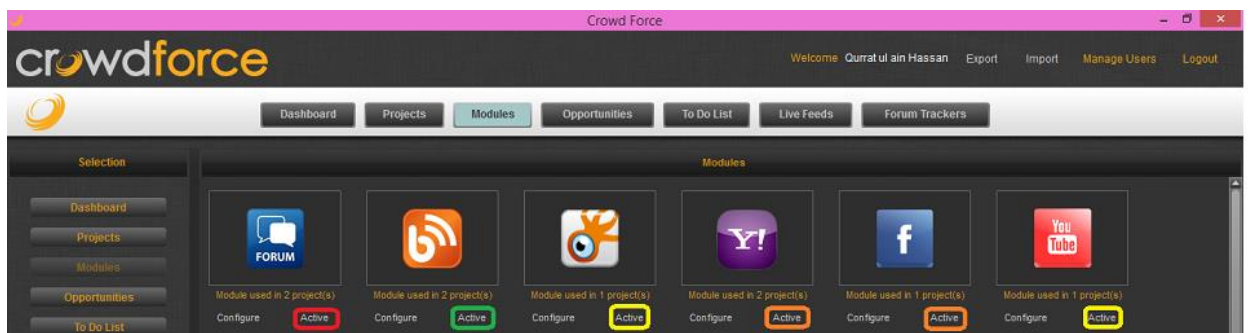 Crowd Force
crowdforce
Welcome Qurrat ul ain Hassan Export Import Manage Users Logout
Dashboard Projects Modules Opportunities To Do List Live Feeds Forum Trackers
Selection Modules
Dashboard
Projects
Modules
Opportunities
To Do List
FORUM
b
Y!
f
You Tube
Module used in 2 project(s) Module used in 2 project(s) Module used in 1 project(s) Module used in 2 project(s) Module used in 1 project(s) Module used in 1 project(s)
Configure Active Configure Active Configure Active Configure Active Configure Active Configure Active